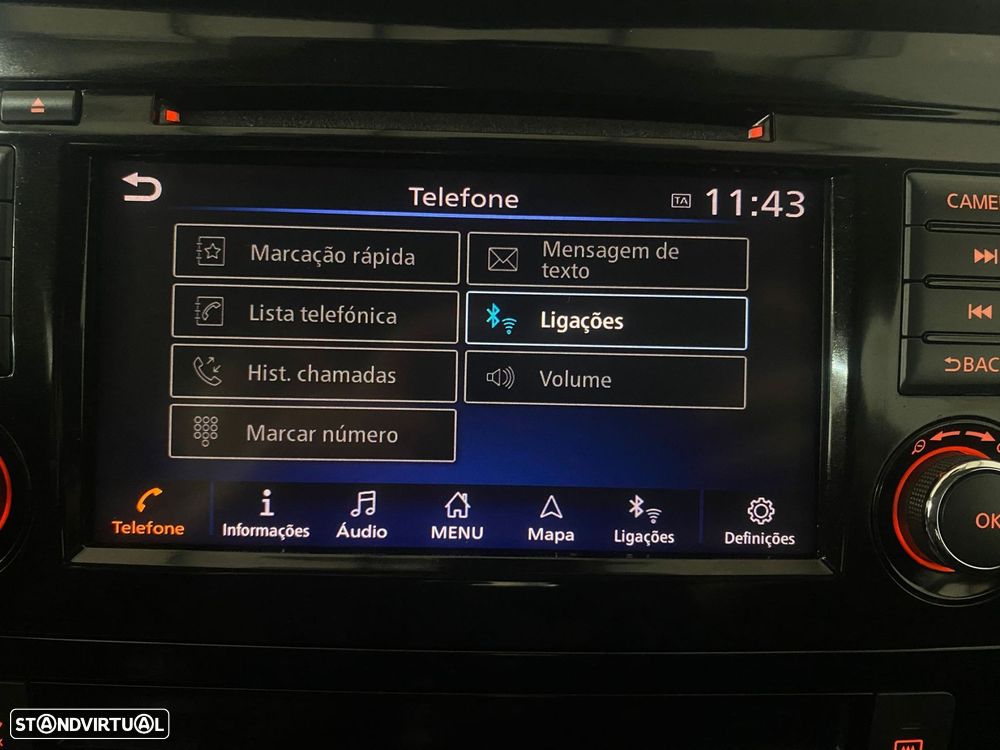 Telefone
TA
11:43
Marcação rápida
Mensagem de
texto
Lista telefónica
Ligações
Hist. chamadas
Volume
Marcar número
Telefone
Informações
Áudio
MENU
Mapa
Ligações
Definições
CAME
BAC
OK
STANDVIRTUAL